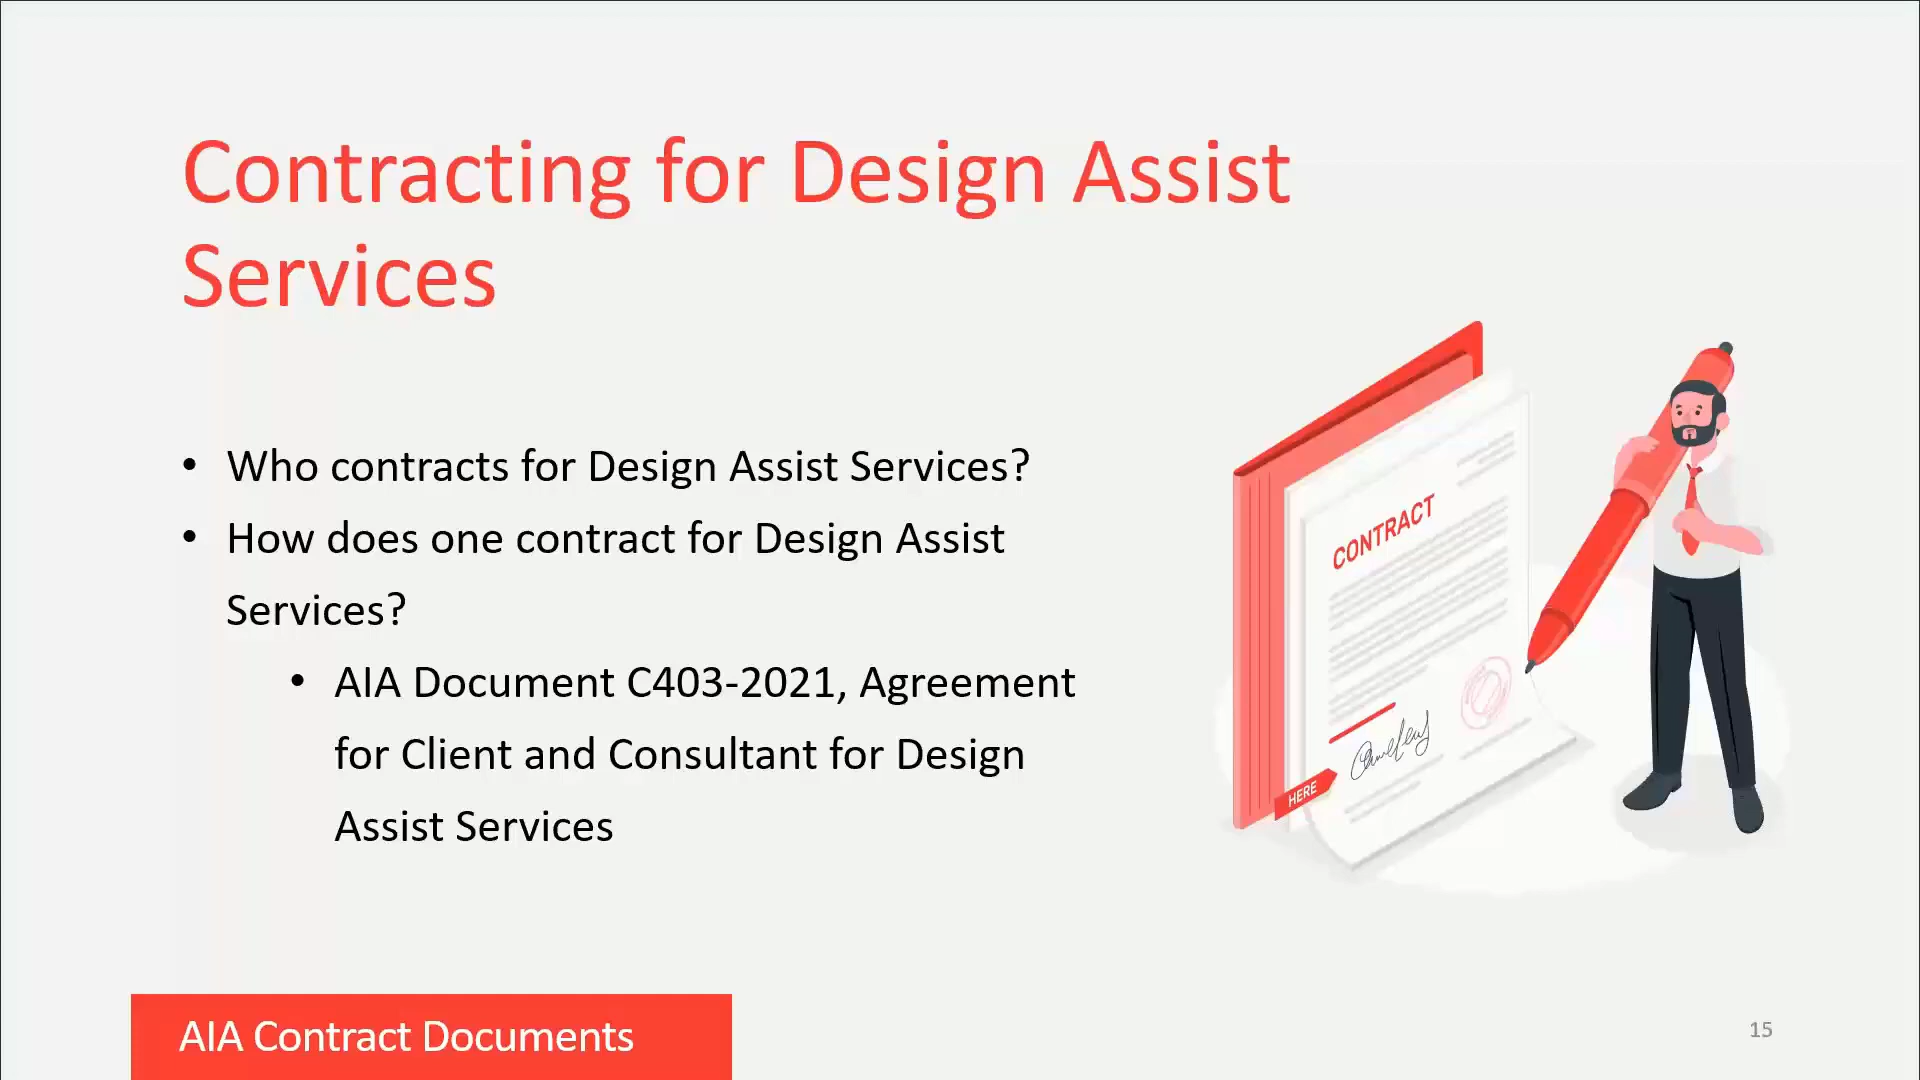 Contracting for Design Assist
Services
• Who contracts for Design Assist Services?
• How does one contract for Design Assist
Services?
• AIA Document C403-2021, Agreement
for Client and Consultant for Design
Assist Services
CONTRACT
HERE
AIA Contract Documents
15